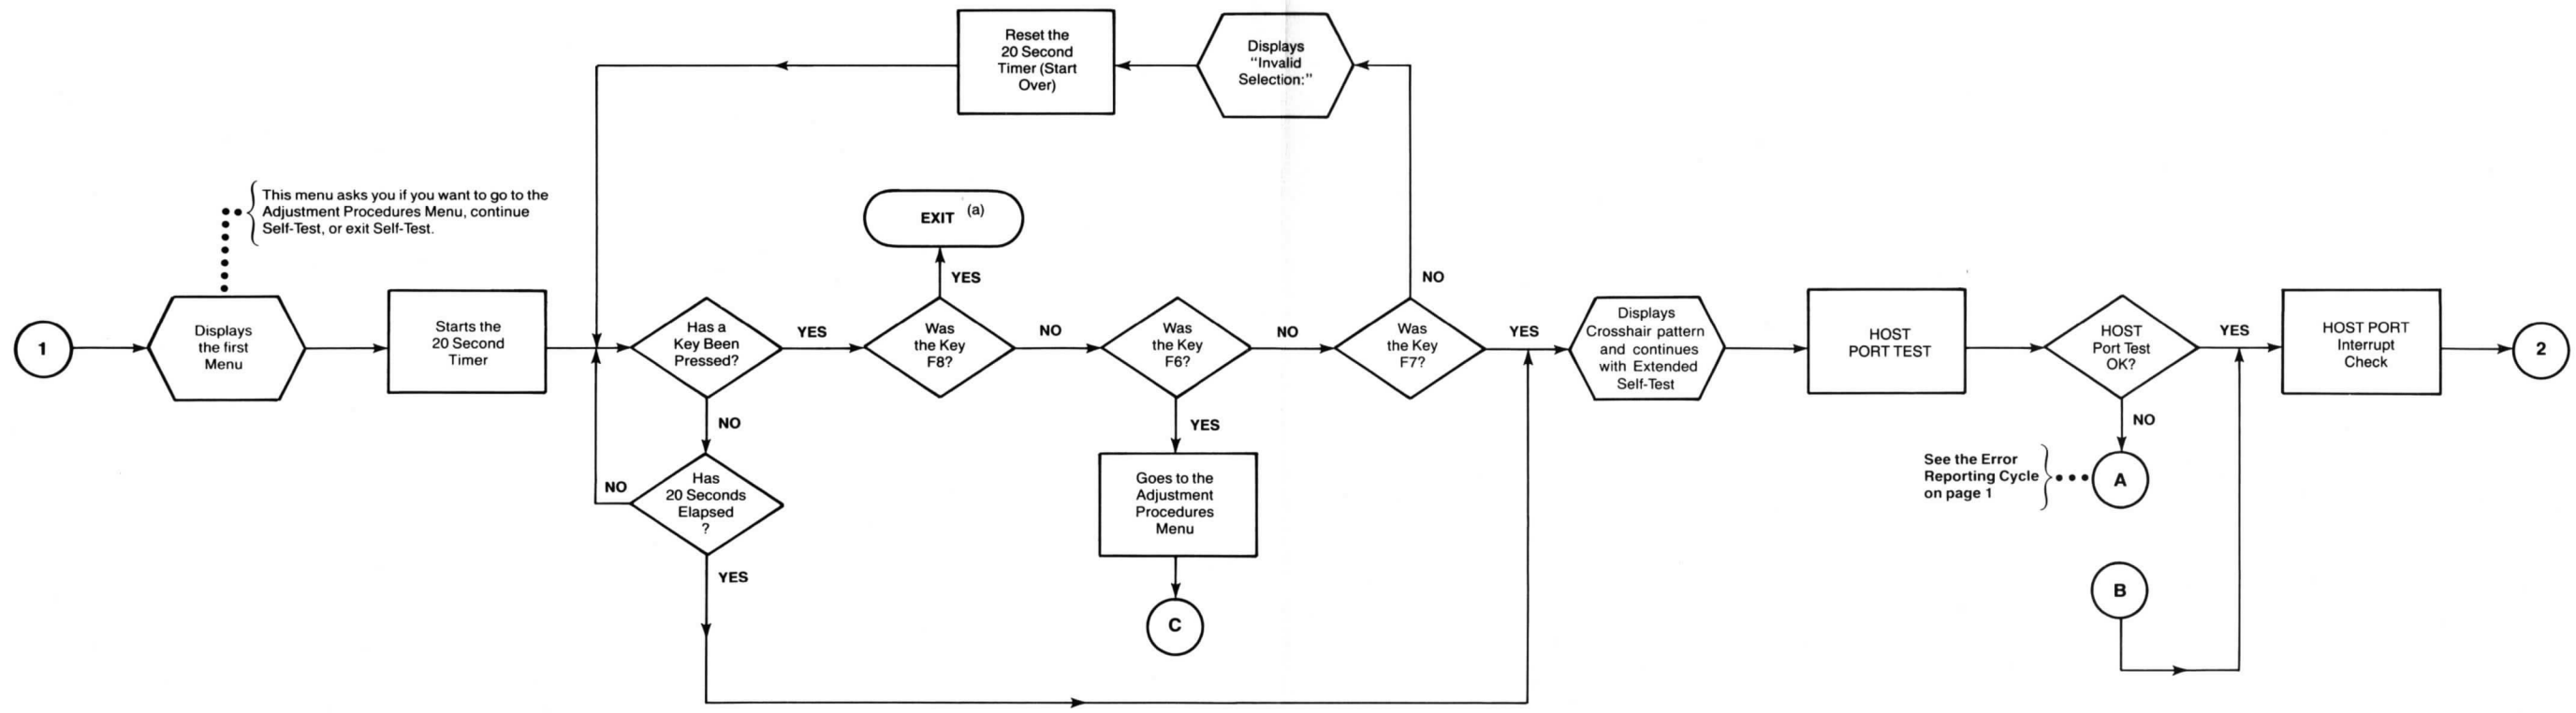 Reset the
20 Second
Timer (Start
Over)
Displays
“Invalid
Selection:”
This menu asks you if you want to go to the
Adjustment Procedures Menu, continue
Self-Test, or exit Self-Test.
EXIT (a)
YES
NO
1
Displays
the first
Menu
Starts the
20 Second
Timer
Has a
Key Been
Pressed?
YES
Was
the Key
F8?
NO
Was
the Key
F6?
NO
Was
the Key
F7?
YES
Displays
Crosshair pattern
and continues
with Extended
Self-Test
HOST
PORT TEST
HOST
Port Test
OK?
YES
HOST PORT
Interrupt
Check
2
NO
YES
NO
NO
Has
20 Seconds
Elapsed
?
Goes to the
Adjustment
Procedures
Menu
See the Error
Reporting Cycle
on page 1
A
YES
B
C